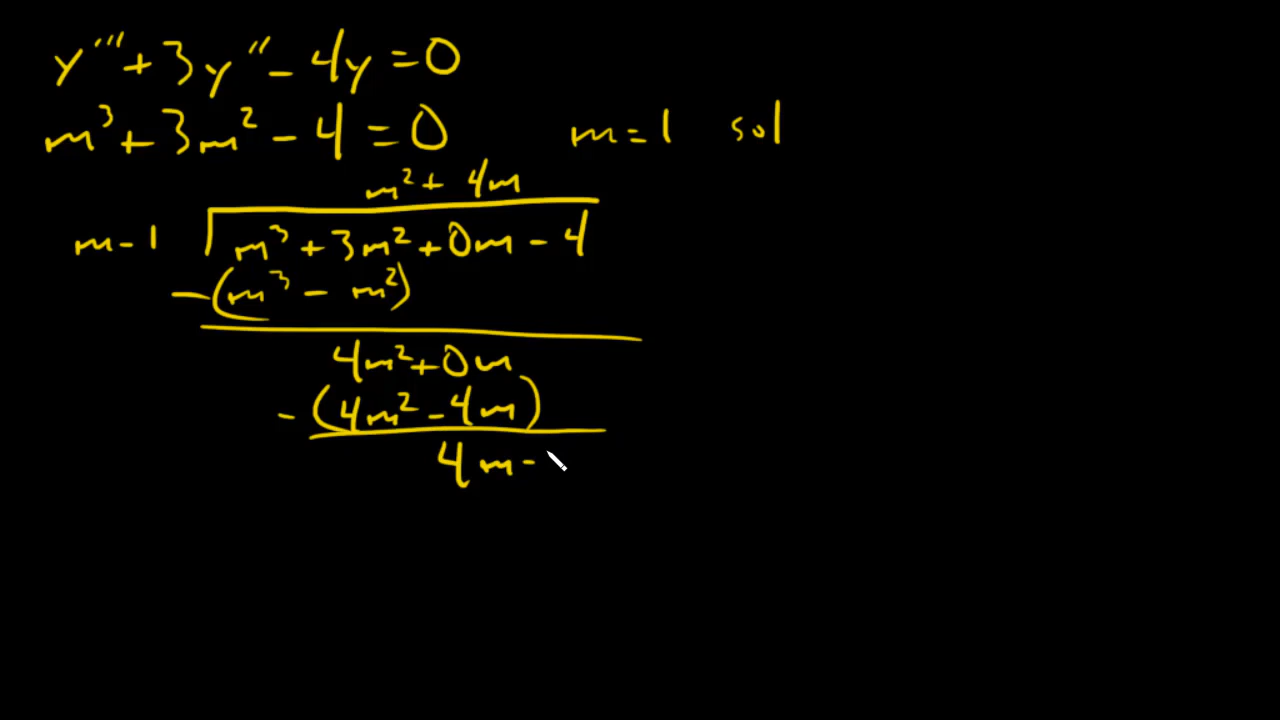 y''' + 3y'' - 4y = 0
m³ + 3m² - 4 = 0 m = 1 sol
m² + 4m
m - 1 m³ + 3m² + 0m - 4
-(m³ - m²)
4m² + 0m
-(4m² - 4m)
4m -